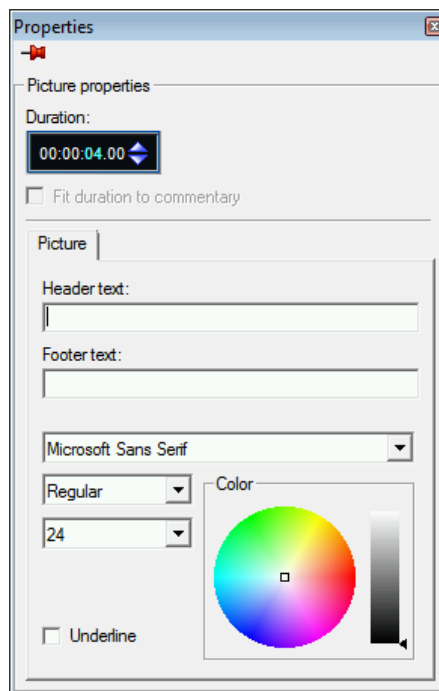 Properties
Picture properties
Duration:
00:00:04.00
Fit duration to commentary
Picture
Header text:
Footer text:
Microsoft Sans Serif
Regular
Color
24
Underline